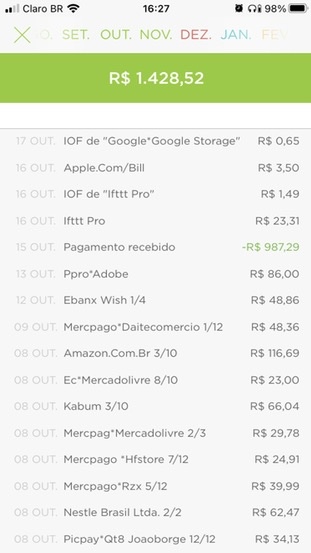 Claro BR 16:27 98%
O. SET. OUT. NOV. DEZ. JAN. FEV
R$ 1.428,52
17 OUT. IOF de "Google*Google Storage" R$ 0,65
16 OUT. Apple.Com/Bill R$ 3,50
16 OUT. IOF de "Ifttt Pro" R$ 1,49
16 OUT. Ifttt Pro R$ 23,31
15 OUT. Pagamento recebido -R$ 987,29
13 OUT. Ppro*Adobe R$ 86,00
12 OUT. Ebanx Wish 1/4 R$ 48,86
09 OUT. Mercpago*Daitecomercio 1/12 R$ 48,36
08 OUT. Amazon.Com.Br 3/10 R$ 116,69
08 OUT. Ec*Mercadolivre 8/10 R$ 23,00
08 OUT. Kabum 3/10 R$ 66,04
08 OUT. Mercpag*Mercadolivre 2/3 R$ 29,78
08 OUT. Mercpago *Hfstore 7/12 R$ 24,91
08 OUT. Mercpago*Rzx 5/12 R$ 39,99
08 OUT. Nestle Brasil Ltda. 2/2 R$ 62,47
08 OUT. Picpay*Qt8 Joaoborge 12/12 R$ 34,13